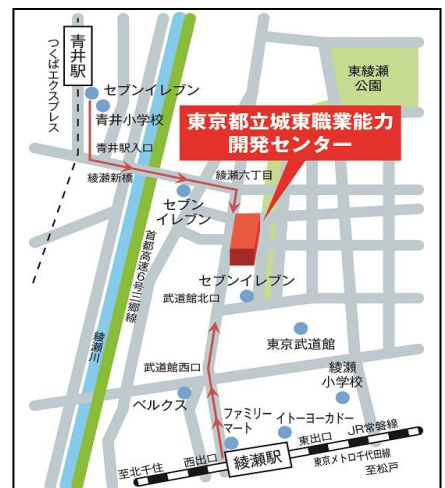 青井駅
つくばエクスプレス
セブンイレブン
青井小学校
青井駅入口
綾瀬新橋
綾瀬六丁目
東綾瀬
公園
東京都立城東職業能力
開発センター
セブン
イレブン
首都高速6号三郷線
綾瀬川
セブンイレブン
武道館北口
東京武道館
武道館西口
綾瀬
小学校
ベルクス
ファミリー
マート
イトーヨーカドー
JR常磐線
東出口
西出口
綾瀬駅
東京メトロ千代田線
至北千住
至松戸